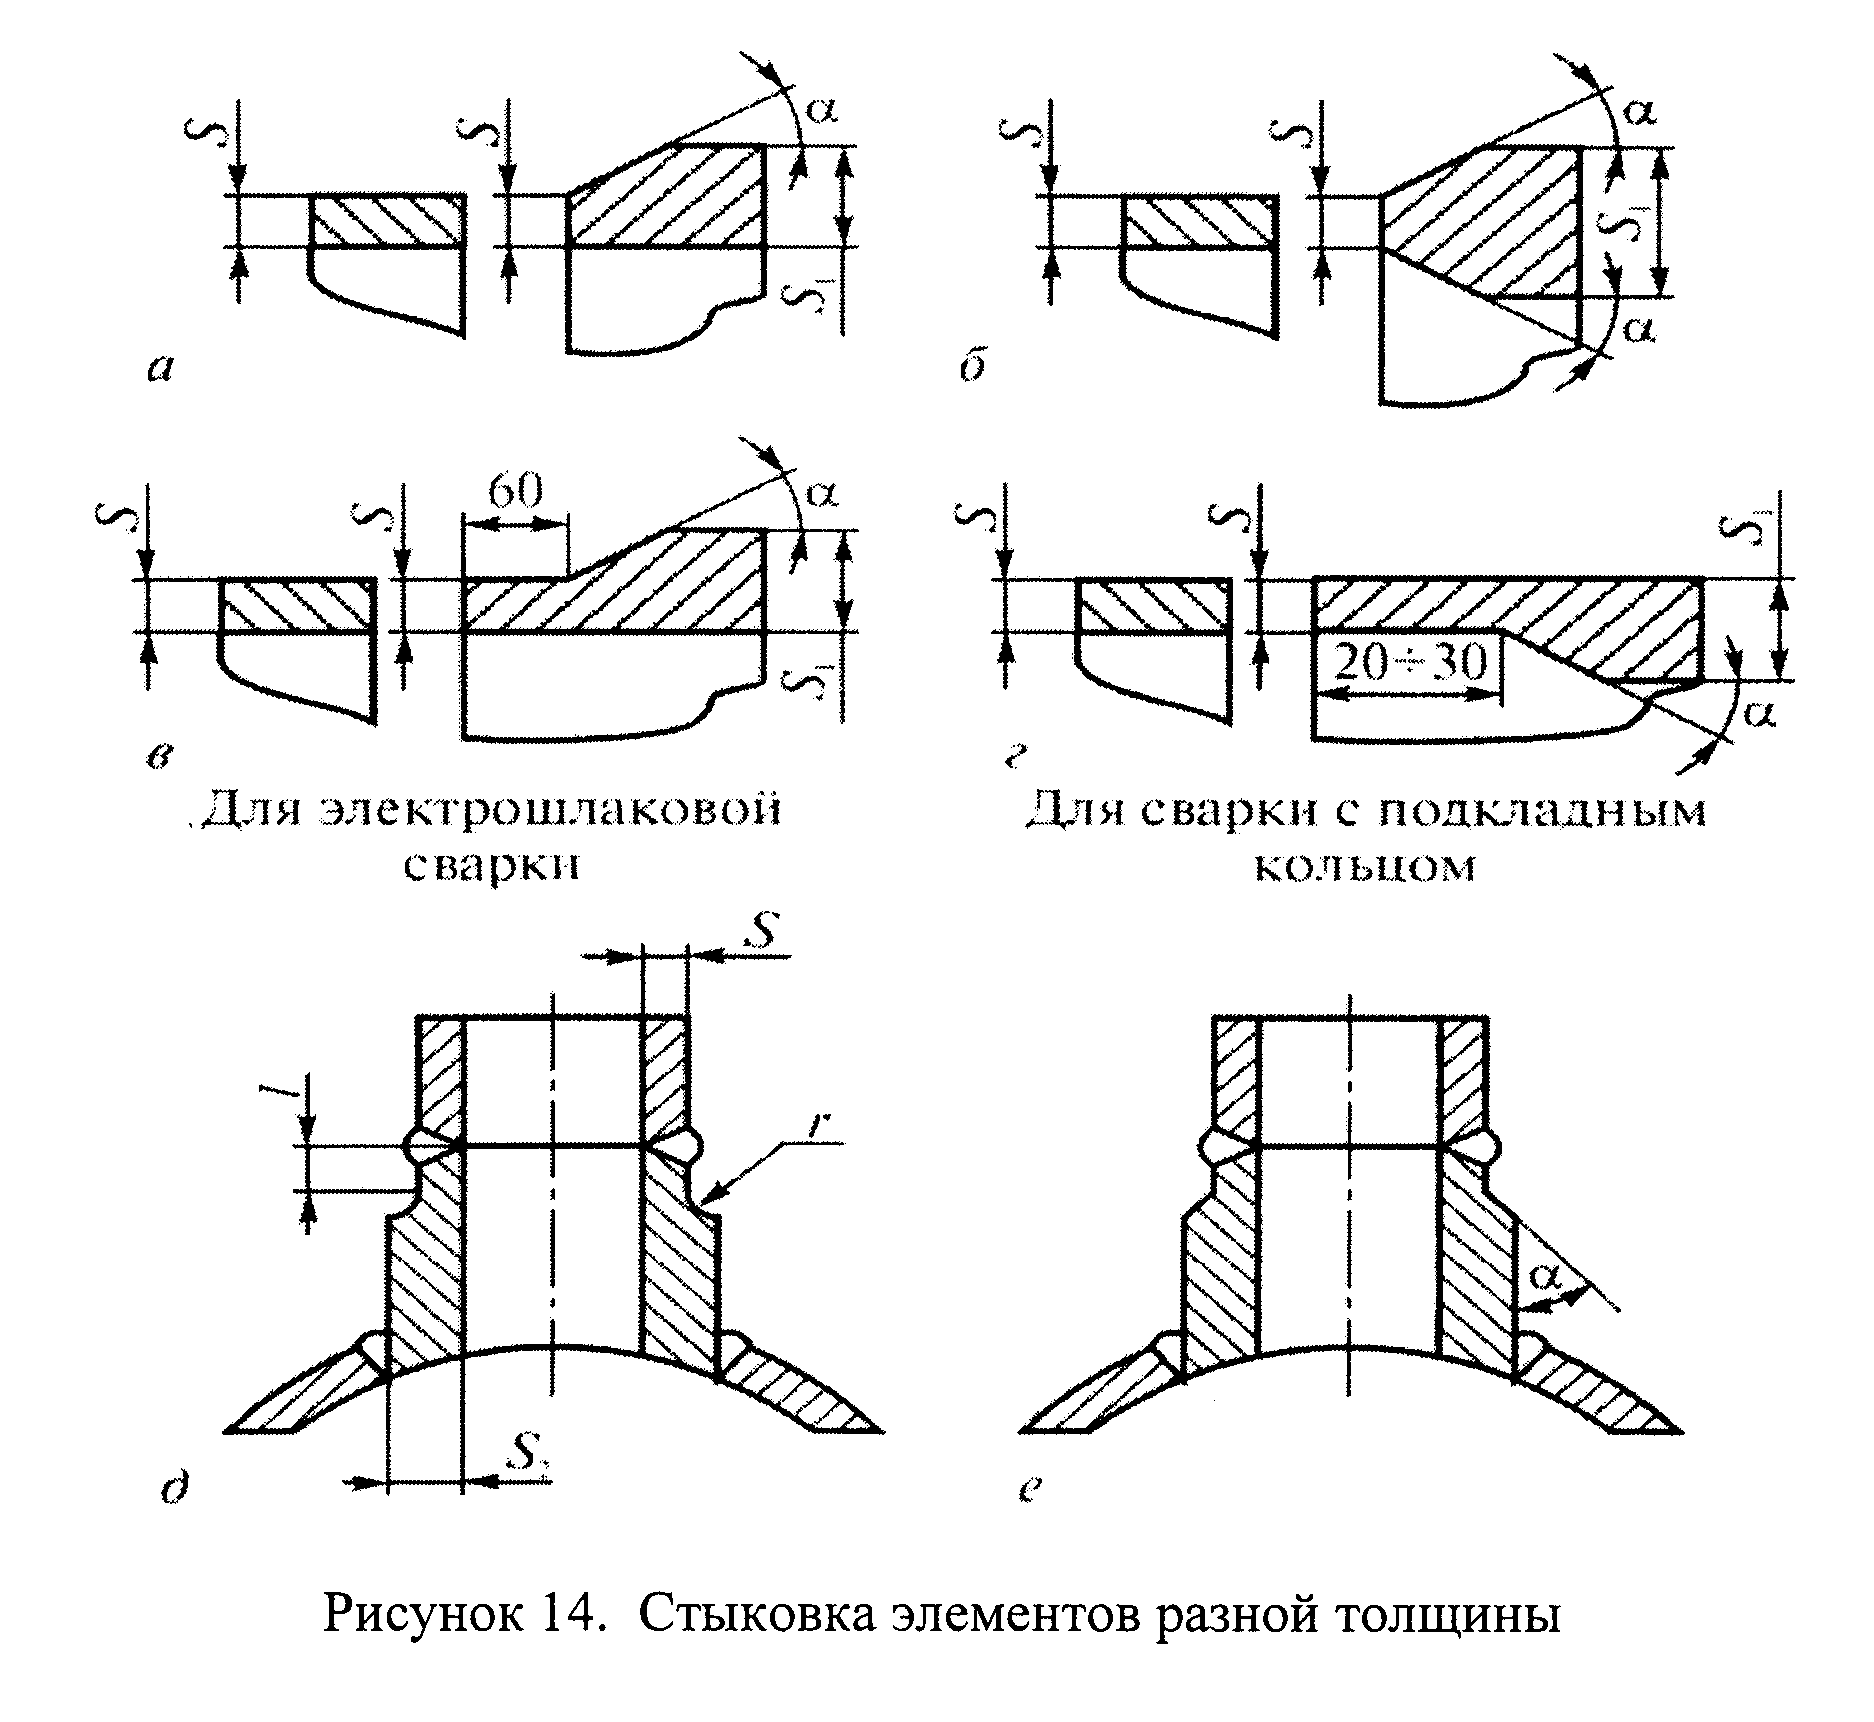 S S α S₁
а
S S α S₁ α
б
S S 60 α S₁
в
Для электрошлаковой
сварки
S S 20÷30 S₁ α
г
Для сварки с подкладным
кольцом
S
l
r
S₁
д
α
е
Рисунок 14. Стыковка элементов разной толщины